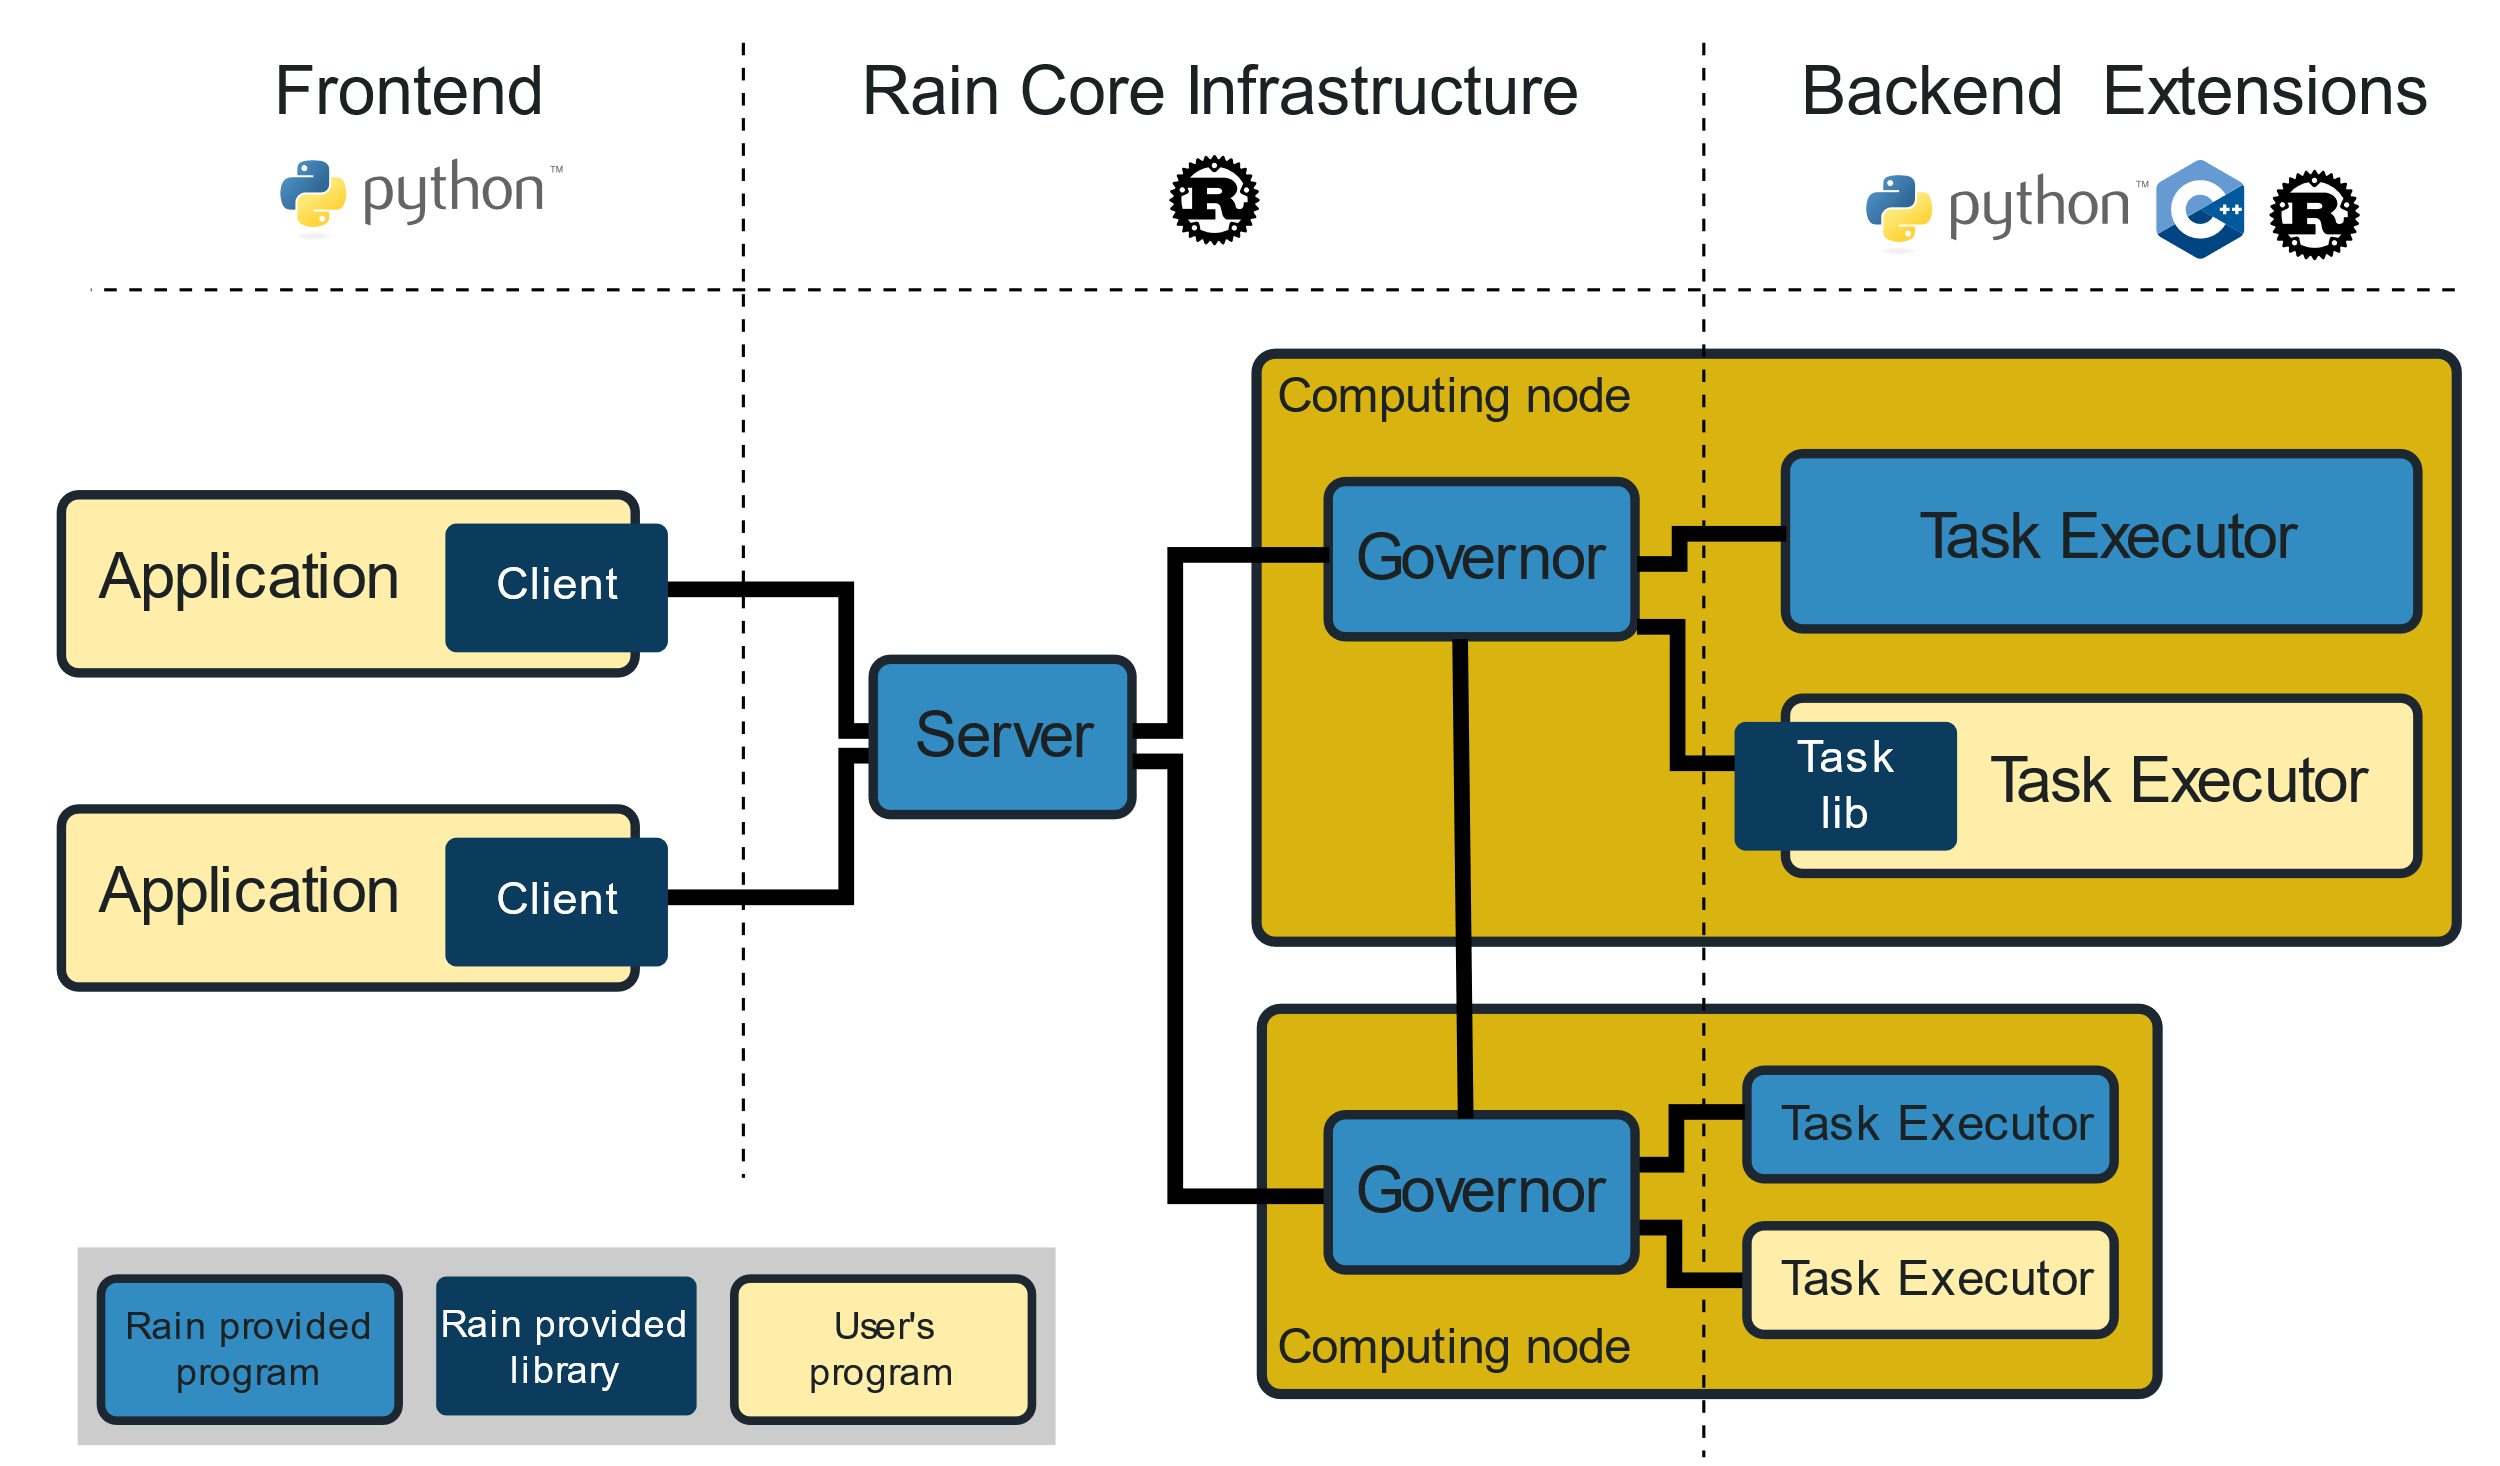 Frontend
Rain Core Infrastructure
Backend Extensions
python™
R
python™
C++
R
Computing node
Governor
Task Executor
Application
Client
Server
Task
lib
Task Executor
Application
Client
Governor
Task Executor
Task Executor
Computing node
Rain provided
program
Rain provided
library
User's
program